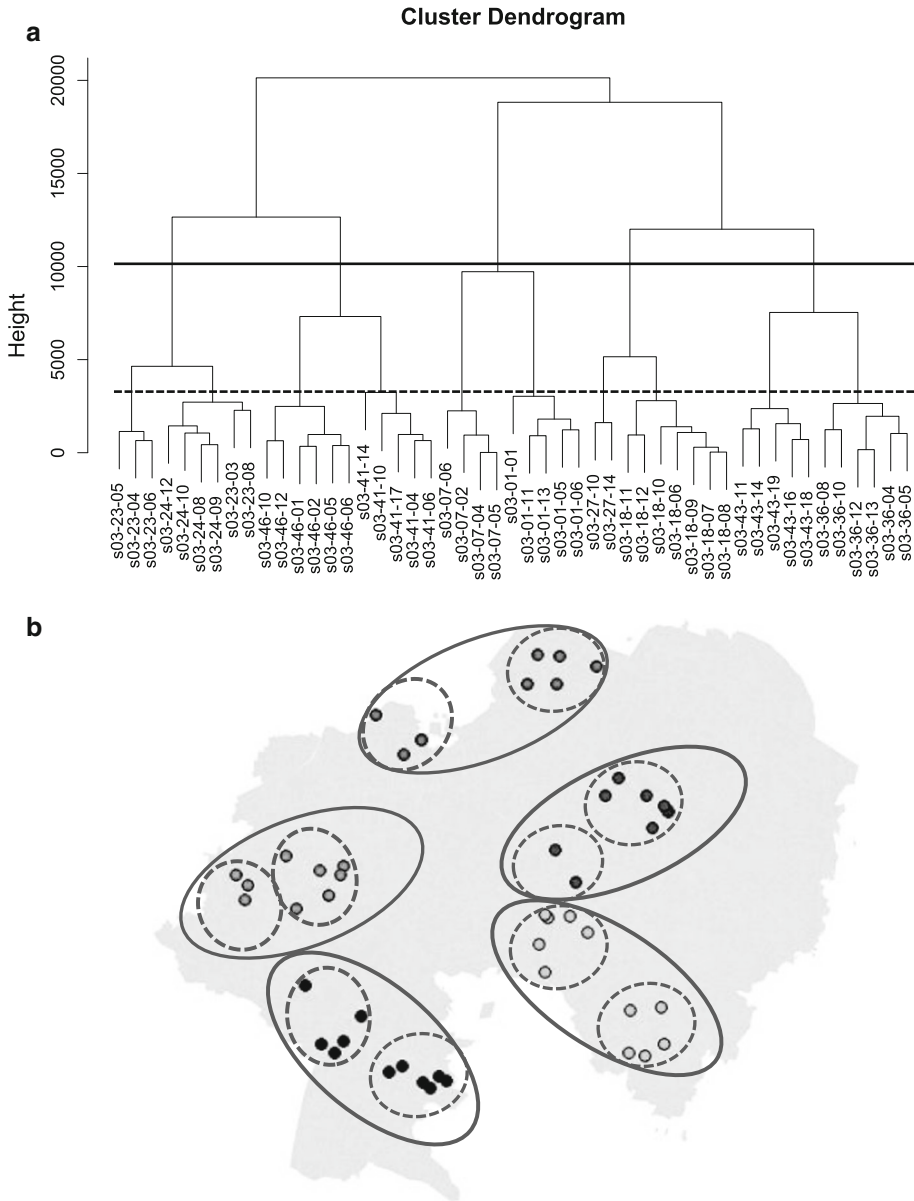 Cluster Dendrogram
a
Height
20000
15000
10000
5000
0
s03-23-05
s03-23-04
s03-23-06
s03-24-12
s03-24-10
s03-24-08
s03-24-09
s03-23-03
s03-23-08
s03-46-10
s03-46-12
s03-46-01
s03-46-02
s03-46-05
s03-46-06
s03-41-14
s03-41-10
s03-41-17
s03-41-04
s03-41-06
s03-07-06
s03-07-02
s03-07-04
s03-07-05
s03-01-01
s03-01-11
s03-01-13
s03-01-05
s03-01-06
s03-27-10
s03-27-14
s03-18-11
s03-18-12
s03-18-10
s03-18-06
s03-18-09
s03-18-07
s03-18-08
s03-43-11
s03-43-14
s03-43-19
s03-43-16
s03-43-18
s03-36-08
s03-36-10
s03-36-12
s03-36-13
s03-36-04
s03-36-05
b